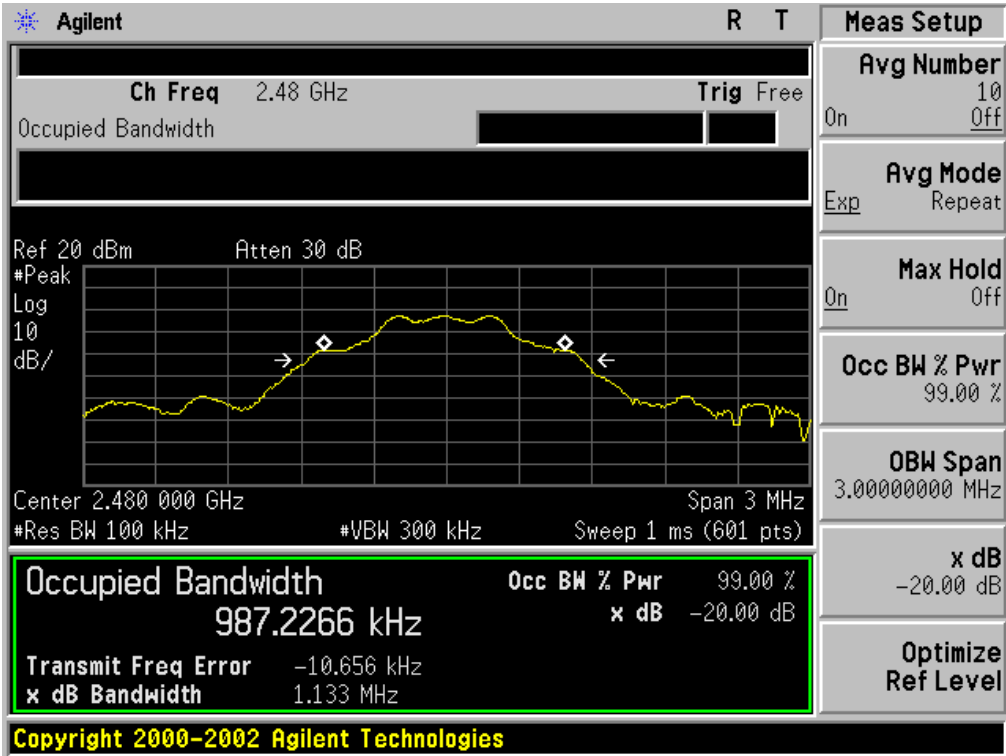 Agilent R T Meas Setup
Ch Freq 2.48 GHz Trig Free
Occupied Bandwidth
Avg Number
10
On Off
Avg Mode
Exp Repeat
Max Hold
On Off
Occ BW % Pwr
99.00 %
OBW Span
3.00000000 MHz
x dB
-20.00 dB
Optimize
Ref Level
Ref 20 dBm Atten 30 dB
#Peak
Log
10
dB/
Center 2.480 000 GHz Span 3 MHz
#Res BW 100 kHz #VBW 300 kHz Sweep 1 ms (601 pts)
Occupied Bandwidth Occ BW % Pwr 99.00 %
987.2266 kHz x dB -20.00 dB
Transmit Freq Error -10.656 kHz
x dB Bandwidth 1.133 MHz
Copyright 2000-2002 Agilent Technologies